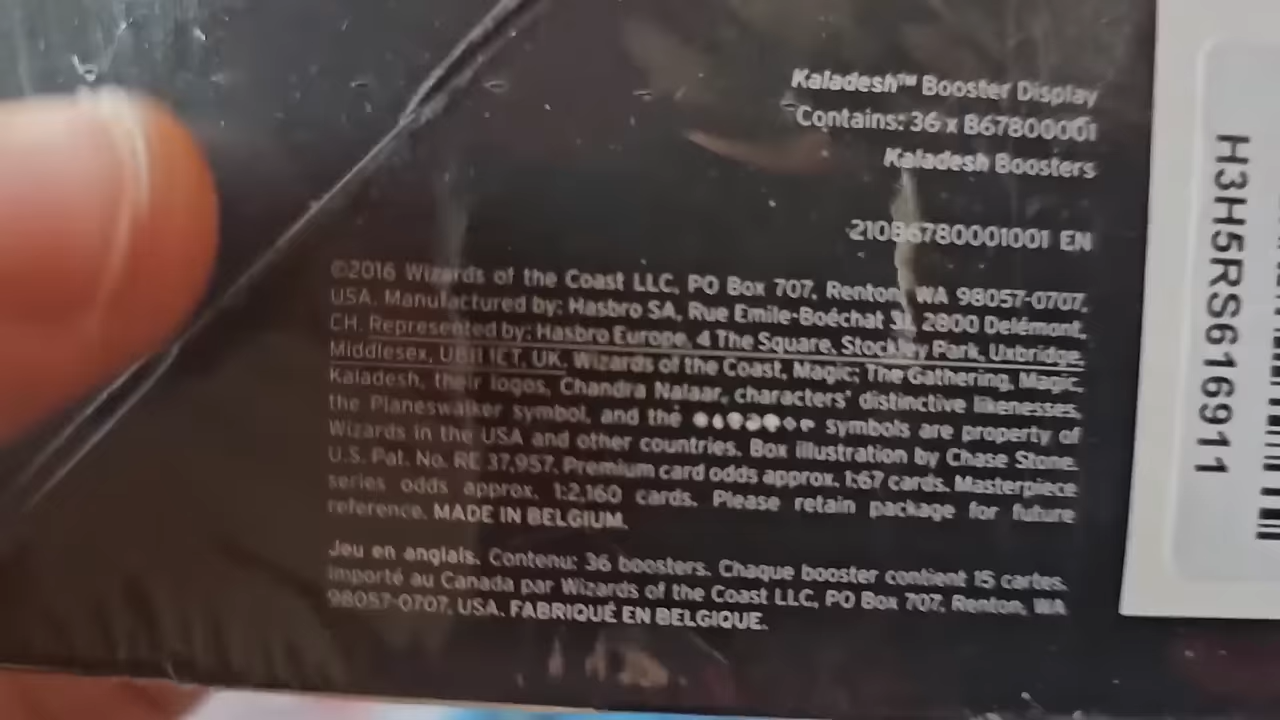 Kaladesh™ Booster Display
Contains: 36 x B67800001
Kaladesh Boosters
210B6780001001 EN
©2016 Wizards of the Coast LLC, PO Box 707, Renton, WA 98057-0707,
USA. Manufactured by: Hasbro SA, Rue Emile-Boéchat 31, 2800 Delémont,
CH. Represented by: Hasbro Europe, 4 The Square, Stockley Park, Uxbridge,
Middlesex, UB11 1ET, UK. Wizards of the Coast, Magic: The Gathering, Magic,
Kaladesh, their logos, Chandra Nalaar, characters' distinctive likenesses,
the Planeswalker symbol, and the symbols are property of
Wizards in the USA and other countries. Box illustration by Chase Stone.
U.S. Pat. No. RE 37,957. Premium card odds approx. 1:67 cards. Masterpiece
series odds approx. 1:2,160 cards. Please retain package for future
reference. MADE IN BELGIUM.
Jeu en anglais. Contenu: 36 boosters. Chaque booster contient 15 cartes.
Importé au Canada par Wizards of the Coast LLC, PO Box 707, Renton, WA
98057-0707, USA. FABRIQUÉ EN BELGIQUE.
H3H5RS616911